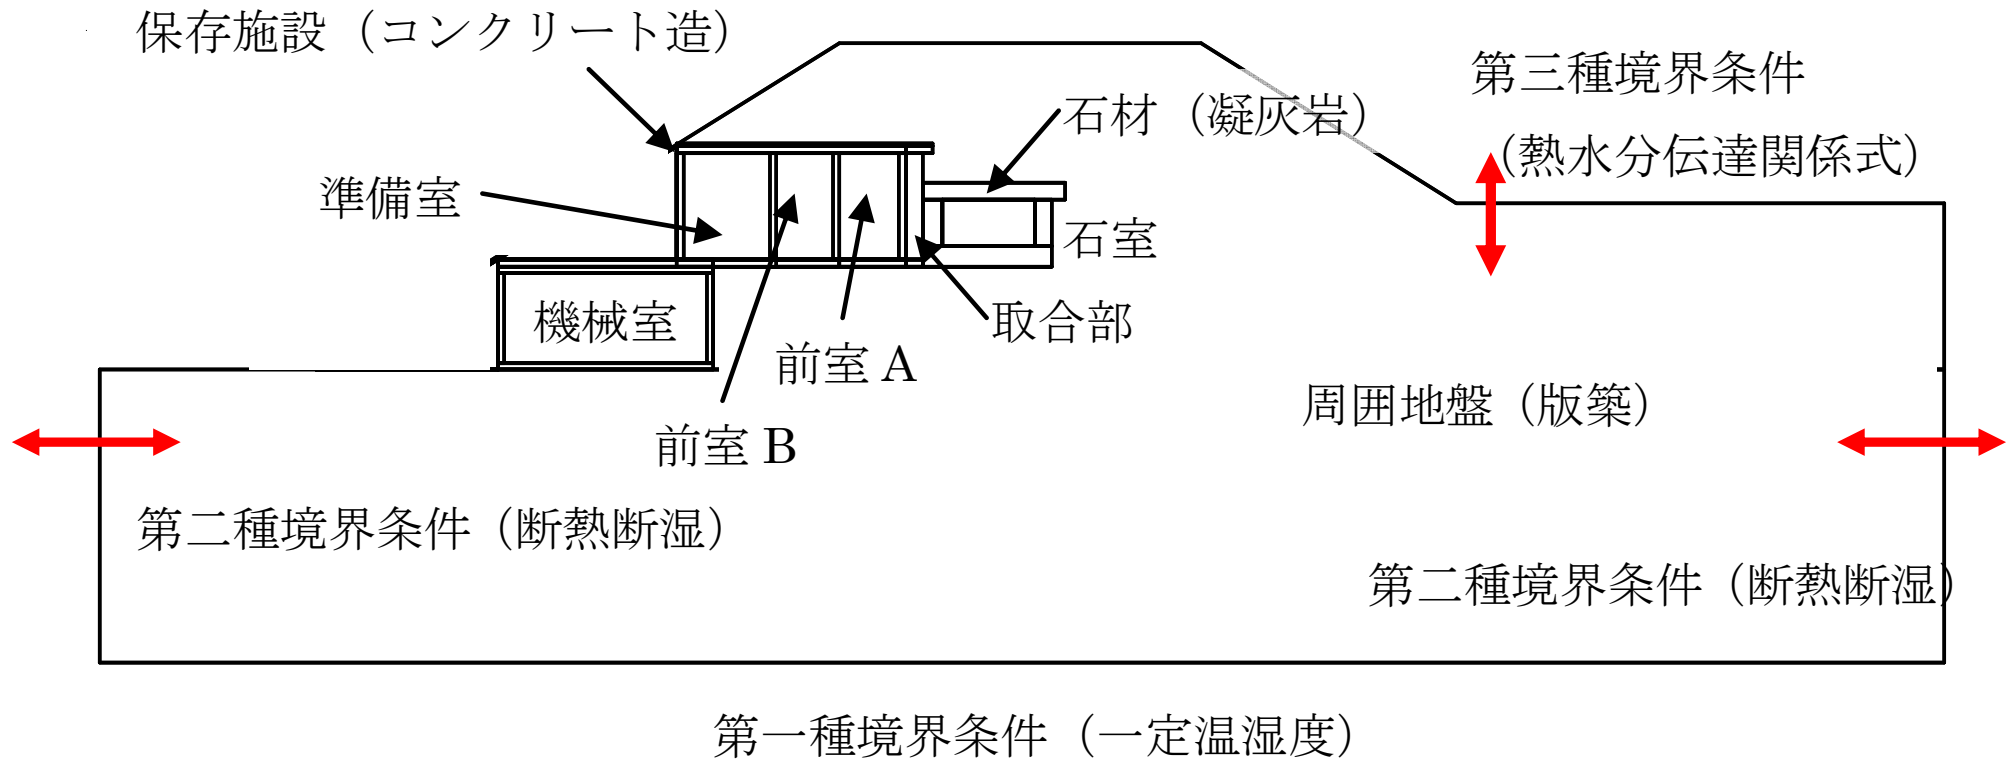 保存施設（コンクリート造）
第三種境界条件
（熱水分伝達関係式）
石材（凝灰岩）
準備室
石室
機械室
取合部
前室 A
周囲地盤（版築）
前室 B
第二種境界条件（断熱断湿）
第二種境界条件（断熱断湿）
第一種境界条件（一定温湿度）